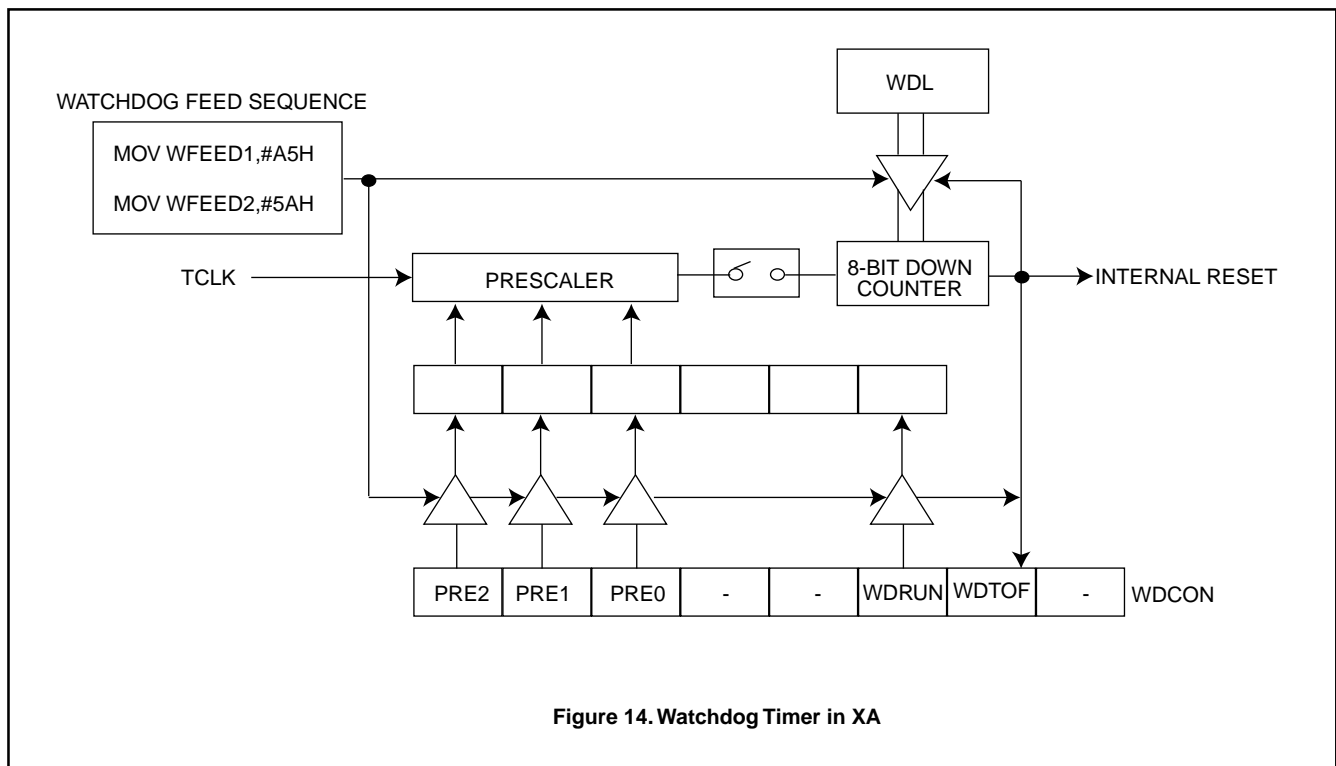 WDL
WATCHDOG FEED SEQUENCE
MOV WFEED1,#A5H
MOV WFEED2,#5AH
TCLK
PRESCALER
8-BIT DOWN
COUNTER
INTERNAL RESET
PRE2 PRE1 PRE0 - - WDRUN WDTOF - WDCON
Figure 14. Watchdog Timer in XA